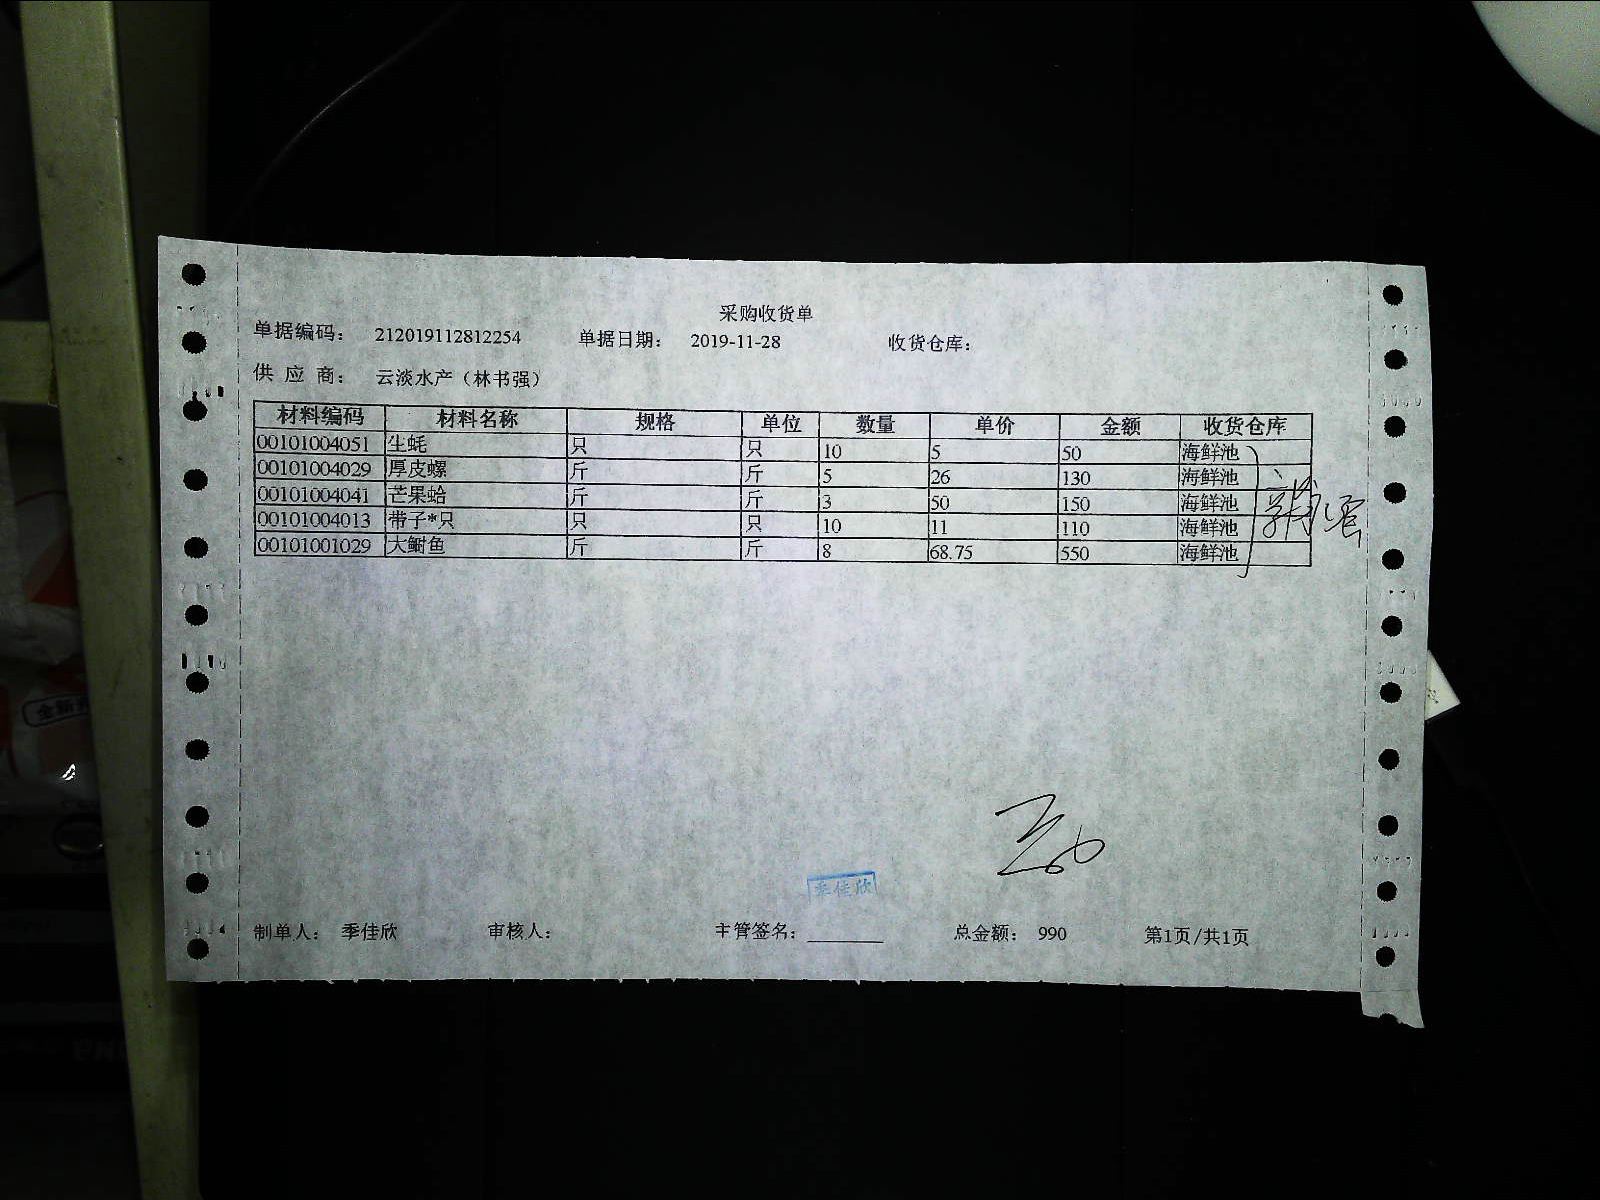 采购收货单
单据编码: 212019112812254 单据日期: 2019-11-28 收货仓库:
供 应 商: 云淡水产（林书强）
材料编码 材料名称 规格 单位 数量 单价 金额 收货仓库
00101004051 生蚝 只 只 10 5 50 海鲜池
00101004029 厚皮螺 斤 斤 5 26 130 海鲜池
00101004041 芒果蛤 斤 斤 3 50 150 海鲜池
00101004013 带子*只 只 只 10 11 110 海鲜池
00101001029 大鲥鱼 斤 斤 8 68.75 550 海鲜池
季佳欣
制单人: 季佳欣 审核人: 主管签名: 总金额: 990 第1页/共1页